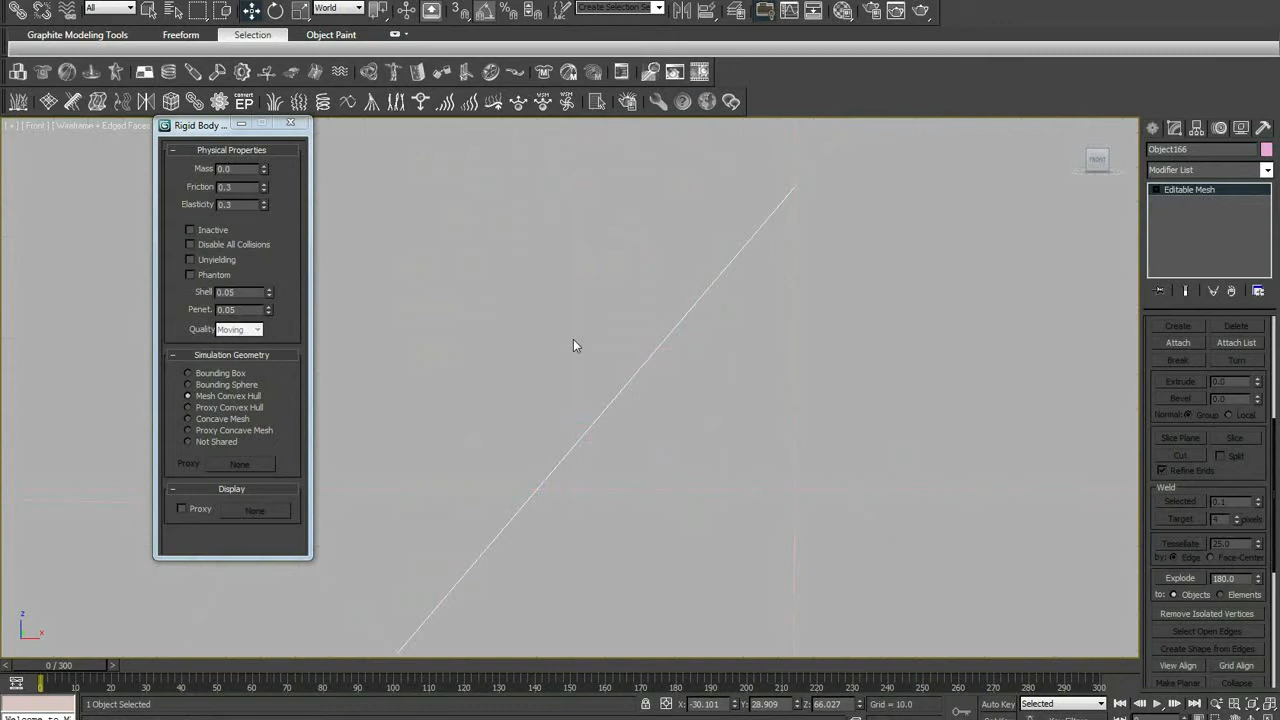 All
World
3
%
Create Selection Se
Graphite Modeling Tools
Freeform
Selection
Object Paint
EP
[ + ] [ Front ] [ Wireframe + Edged Faces
Rigid Body ...
Physical Properties
Mass 0.0
Friction 0.3
Elasticity 0.3
Inactive
Disable All Collisions
Unyielding
Phantom
Shell 0.05
Penet. 0.05
Quality Moving
Simulation Geometry
Bounding Box
Bounding Sphere
Mesh Convex Hull
Proxy Convex Hull
Concave Mesh
Proxy Concave Mesh
Not Shared
Proxy None
Display
Proxy None
FRONT
Object166
Modifier List
Editable Mesh
Create Delete
Attach Attach List
Break Turn
Extrude 0.0
Bevel 0.0
Normal: Group Local
Slice Plane Slice
Cut Split
Refine Ends
Weld
Selected 0.1
Target 4 pixels
Tessellate 25.0
by: Edge Face-Center
Explode 180.0
to: Objects Elements
Remove Isolated Vertices
Select Open Edges
Create Shape from Edges
View Align Grid Align
Make Planar Collapse
z
x
< 0 / 300 >
0 10 20 30 40 50 60 70 80 90 100 110 120 130 140 150 160 170 180 190 200 210 220 230 240 250 260 270 280 290 300
1 Object Selected
X: -30.101 Y: 28.909 Z: 66.027 Grid = 10.0
Auto Key Selected
Welcome to M